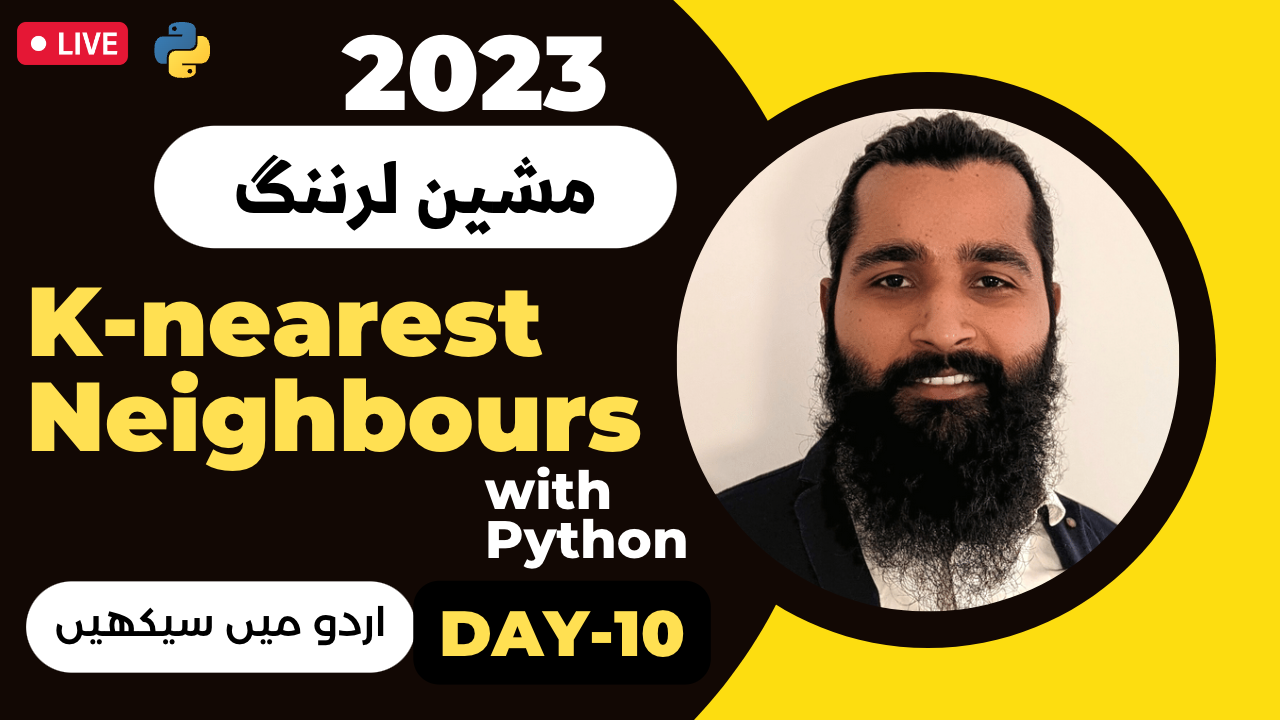 LIVE
2023
مشین لرننگ
K-nearest
Neighbours
with
Python
اردو میں سیکھیں
DAY-10